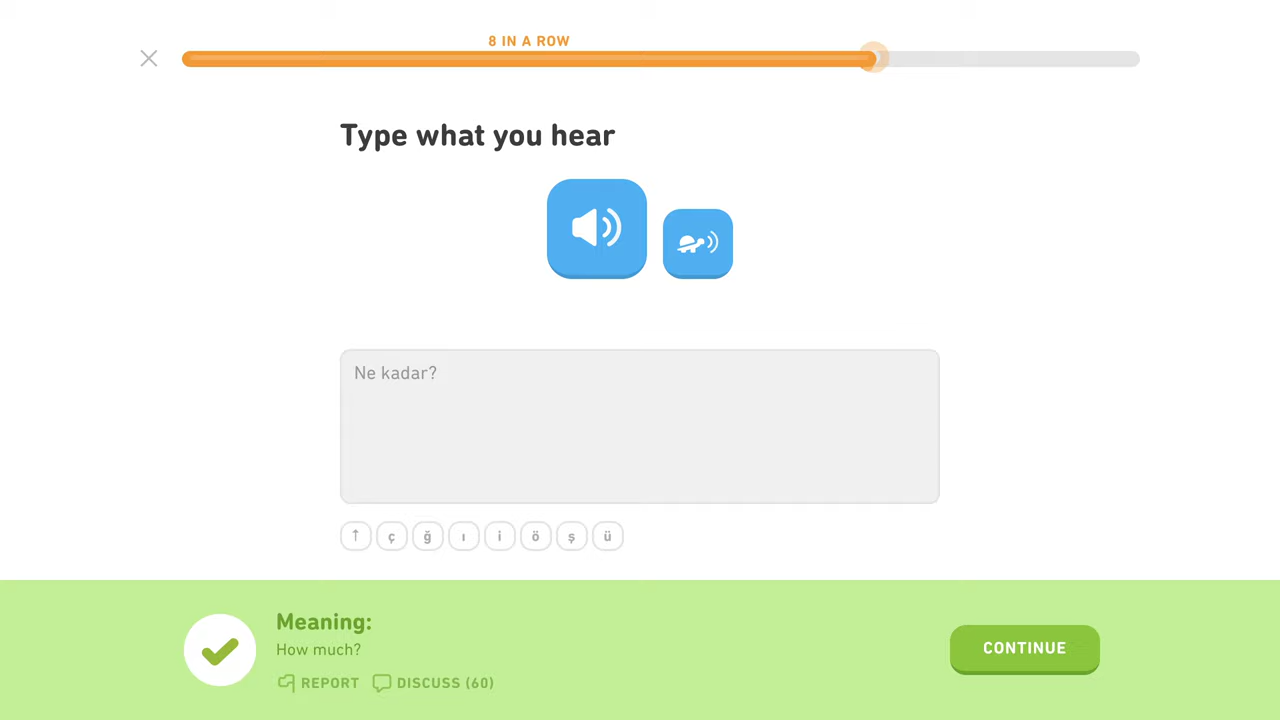 8 IN A ROW
Type what you hear
Ne kadar?
↑ ç ğ ı i ö ş ü
Meaning:
How much?
REPORT DISCUSS (60)
CONTINUE